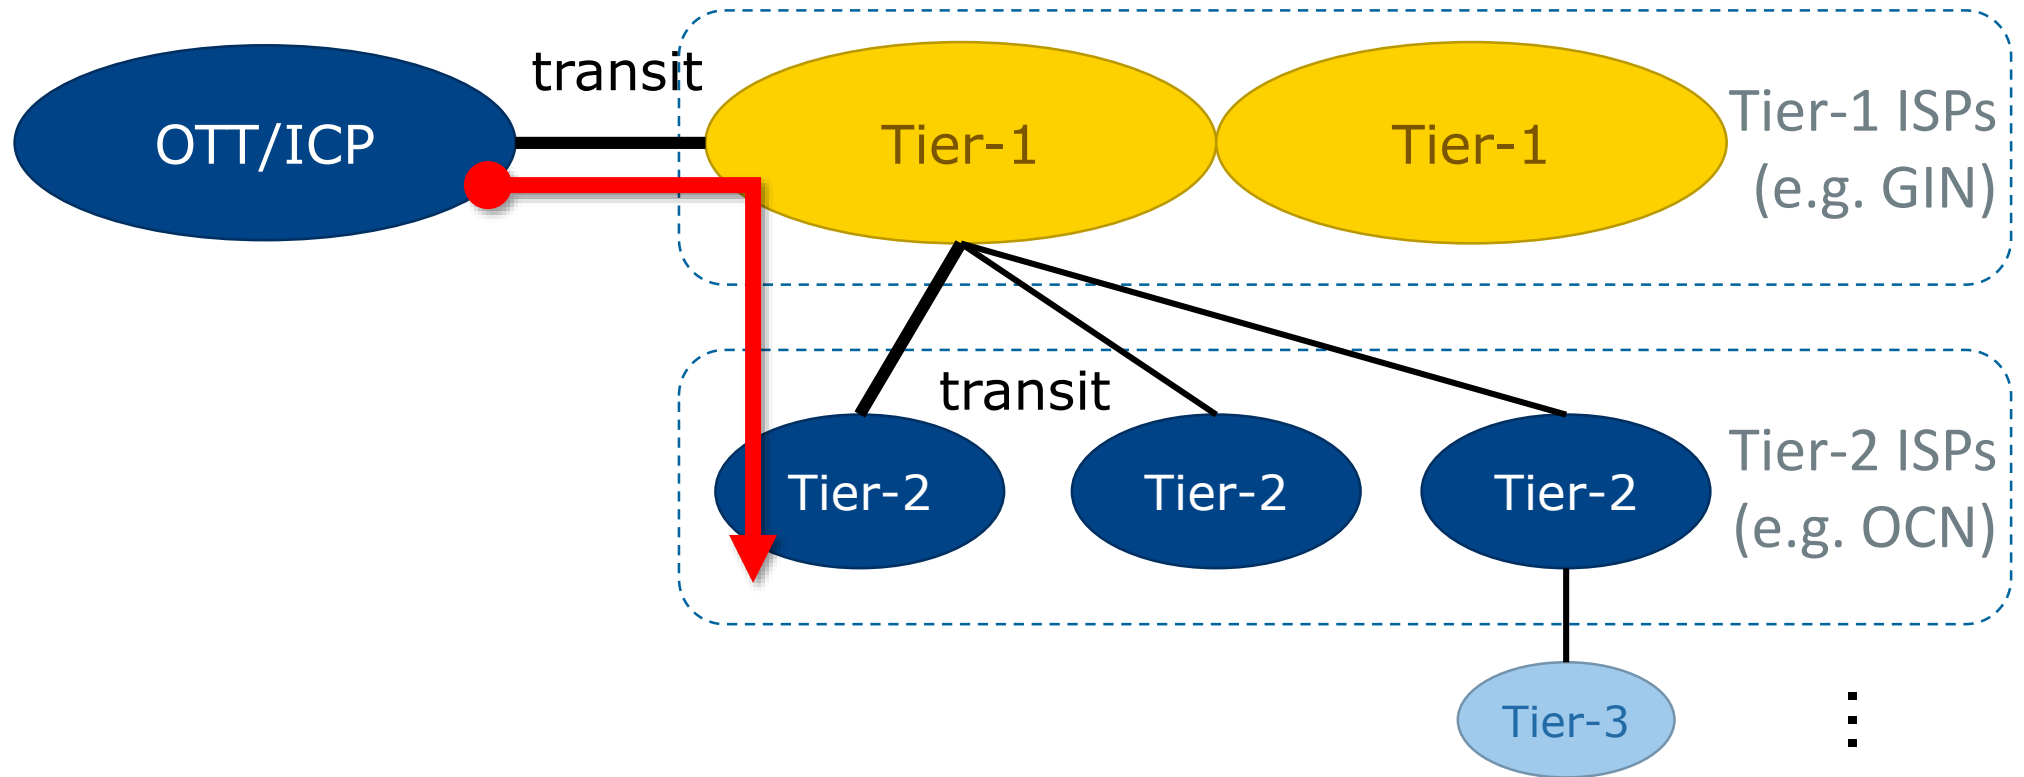 transit
OTT/ICP
Tier-1
Tier-1
Tier-1 ISPs
(e.g. GIN)
transit
Tier-2
Tier-2
Tier-2
Tier-2 ISPs
(e.g. OCN)
Tier-3
⋮